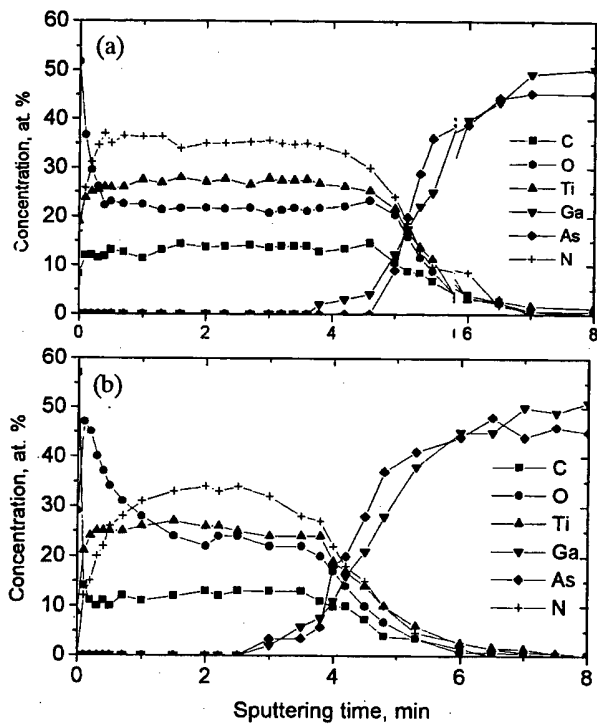 60
(a)
50
40
30
20
10
0
Concentration, at. %
C
O
Ti
Ga
As
N
0
2
4
6
8
60
(b)
50
40
30
20
10
0
Concentration, at. %
C
O
Ti
Ga
As
N
0
2
4
6
8
Sputtering time, min